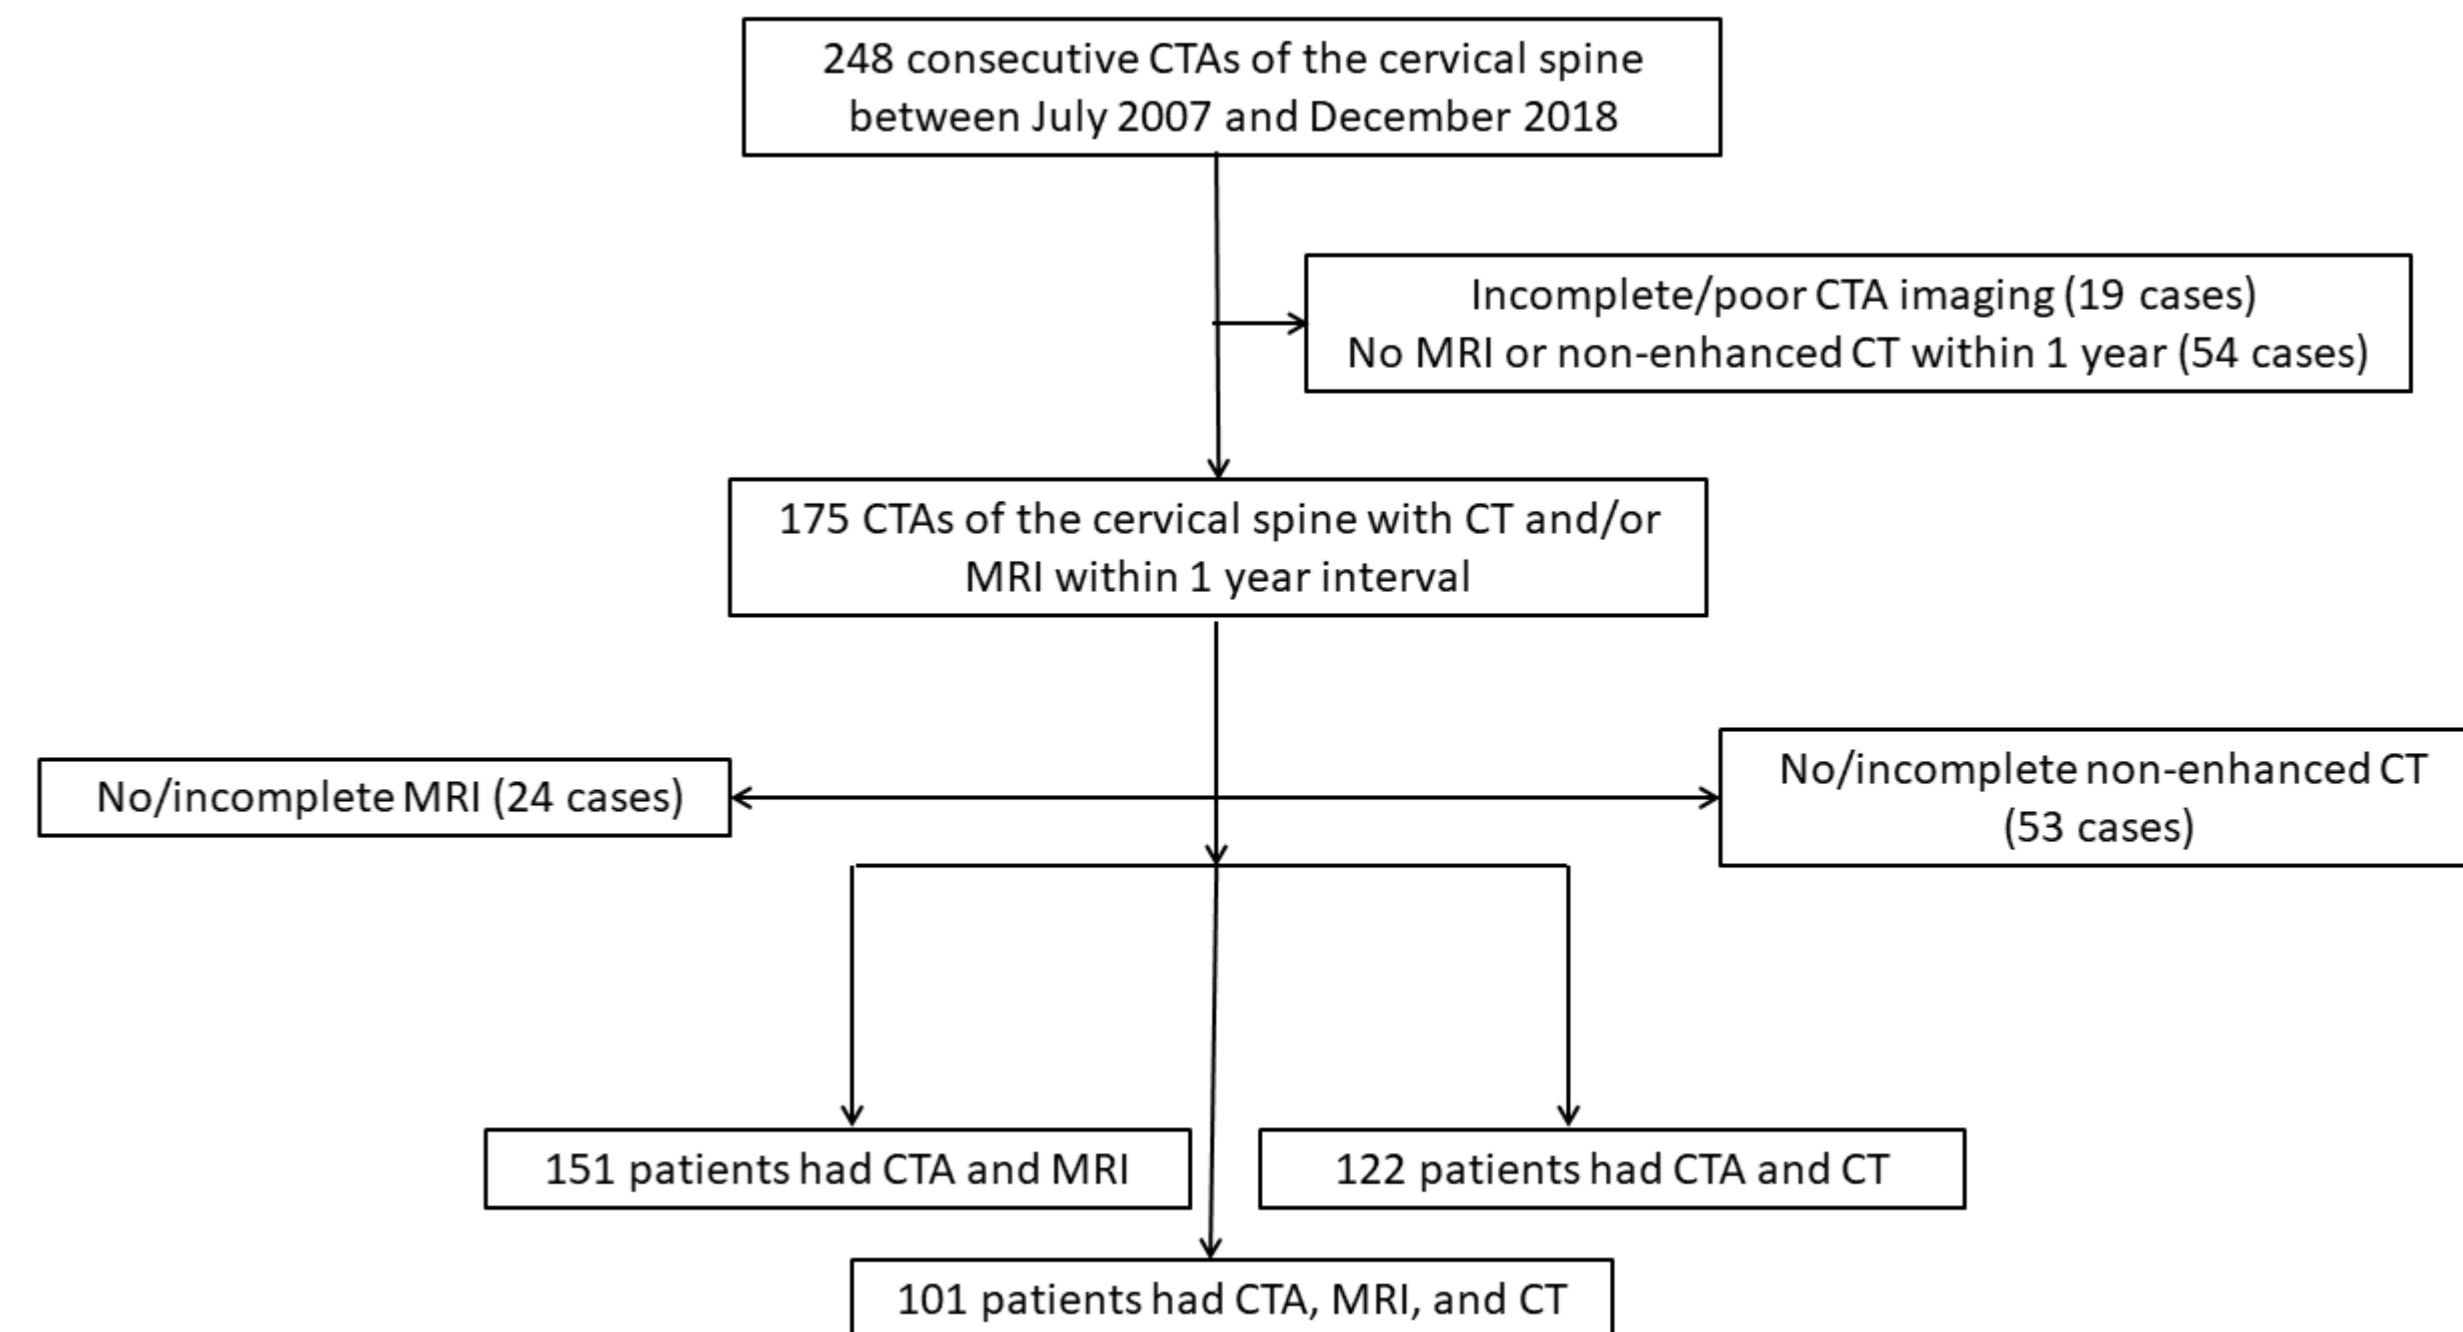 248 consecutive CTAs of the cervical spine
between July 2007 and December 2018
Incomplete/poor CTA imaging (19 cases)
No MRI or non-enhanced CT within 1 year (54 cases)
175 CTAs of the cervical spine with CT and/or
MRI within 1 year interval
No/incomplete MRI (24 cases)
No/incomplete non-enhanced CT
(53 cases)
151 patients had CTA and MRI
122 patients had CTA and CT
101 patients had CTA, MRI, and CT